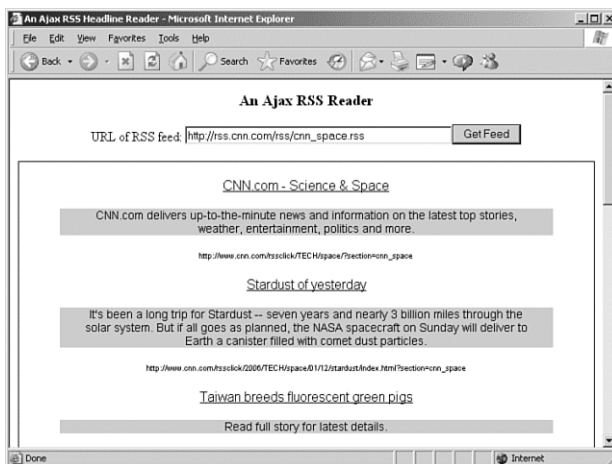 An Ajax RSS Headline Reader - Microsoft Internet Explorer
File Edit View Favorites Tools Help
Back Search Favorites
An Ajax RSS Reader
URL of RSS feed: http://rss.cnn.com/rss/cnn_space.rss Get Feed
CNN.com - Science & Space
CNN.com delivers up-to-the-minute news and information on the latest top stories,
weather, entertainment, politics and more.
http://www.cnn.com/rssclick/TECH/space/?section=cnn_space
Stardust of yesterday
It's been a long trip for Stardust -- seven years and nearly 3 billion miles through the
solar system. But if all goes as planned, the NASA spacecraft on Sunday will deliver to
Earth a canister filled with comet dust particles.
http://www.cnn.com/rssclick/2006/TECH/space/01/12/stardust/index.html?section=cnn_space
Taiwan breeds fluorescent green pigs
Read full story for latest details.
Done Internet